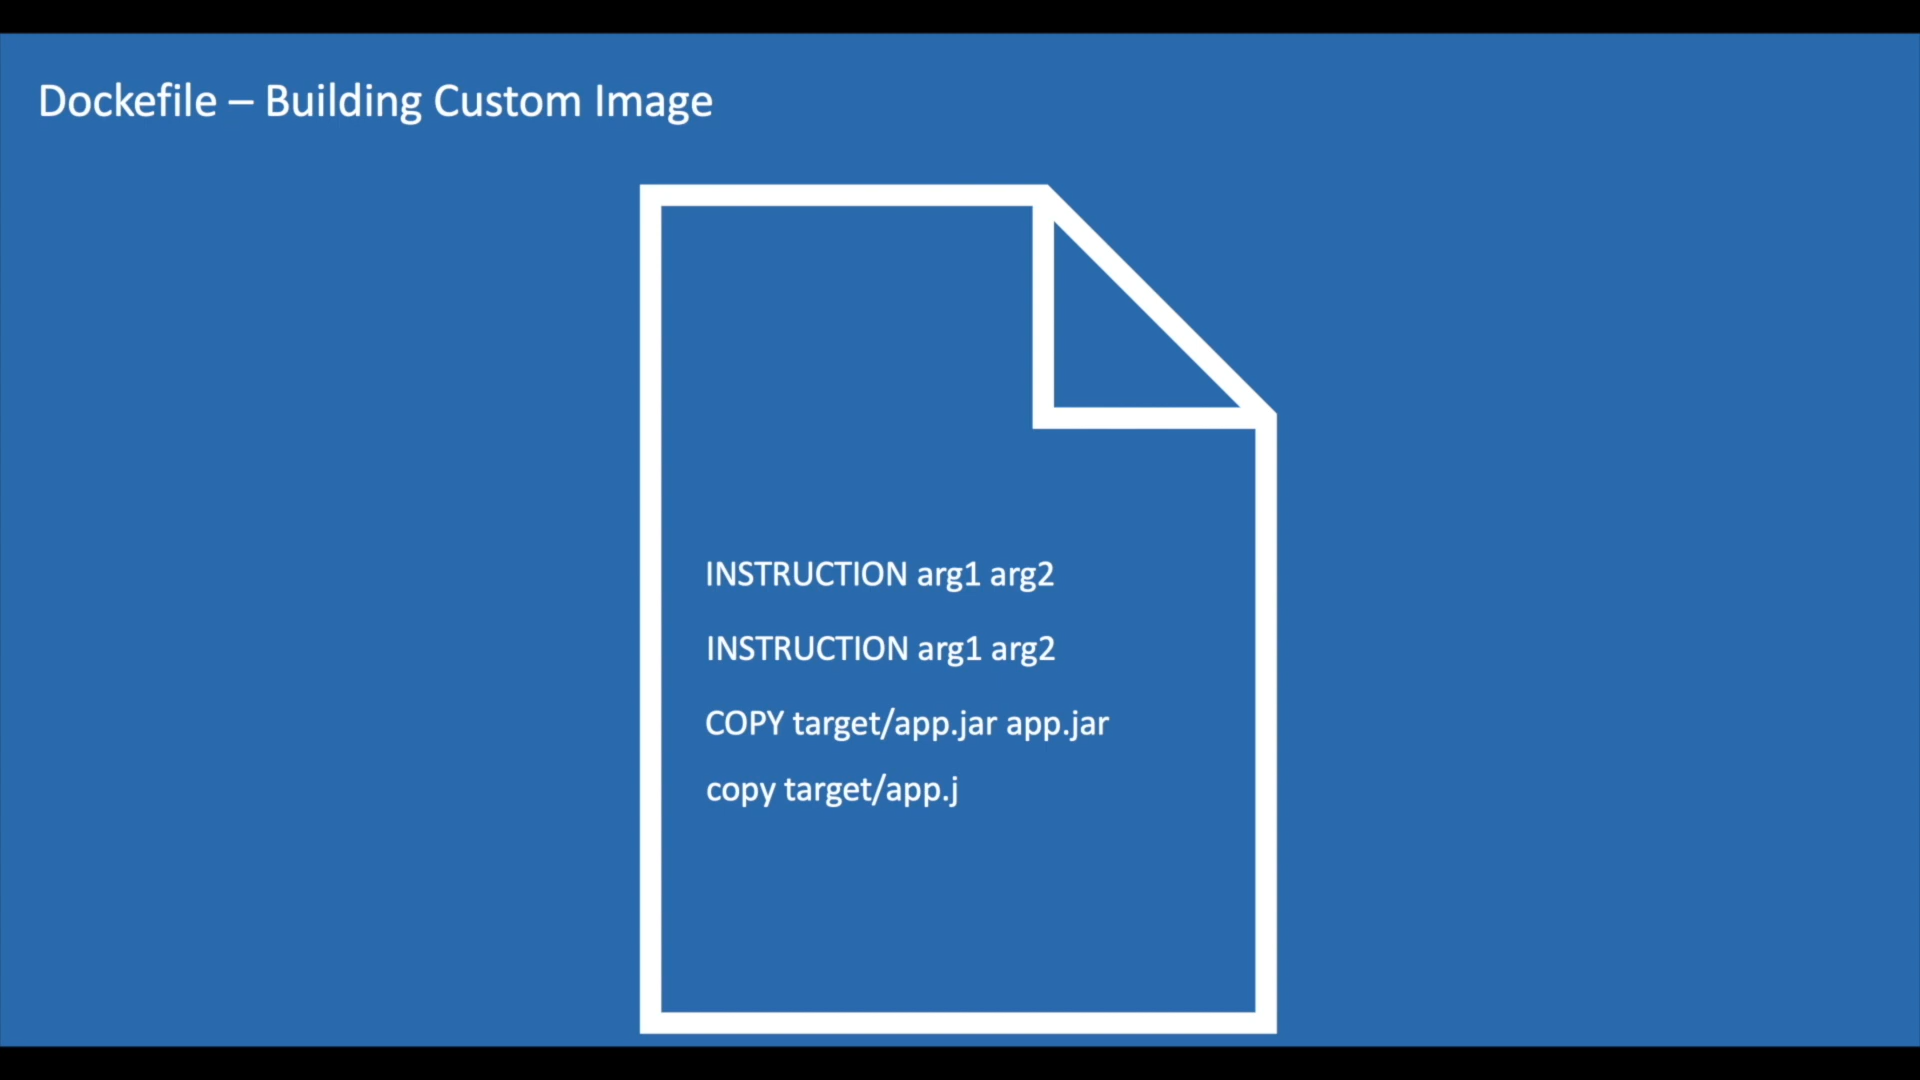 Dockefile – Building Custom Image
INSTRUCTION arg1 arg2
INSTRUCTION arg1 arg2
COPY target/app.jar app.jar
copy target/app.j